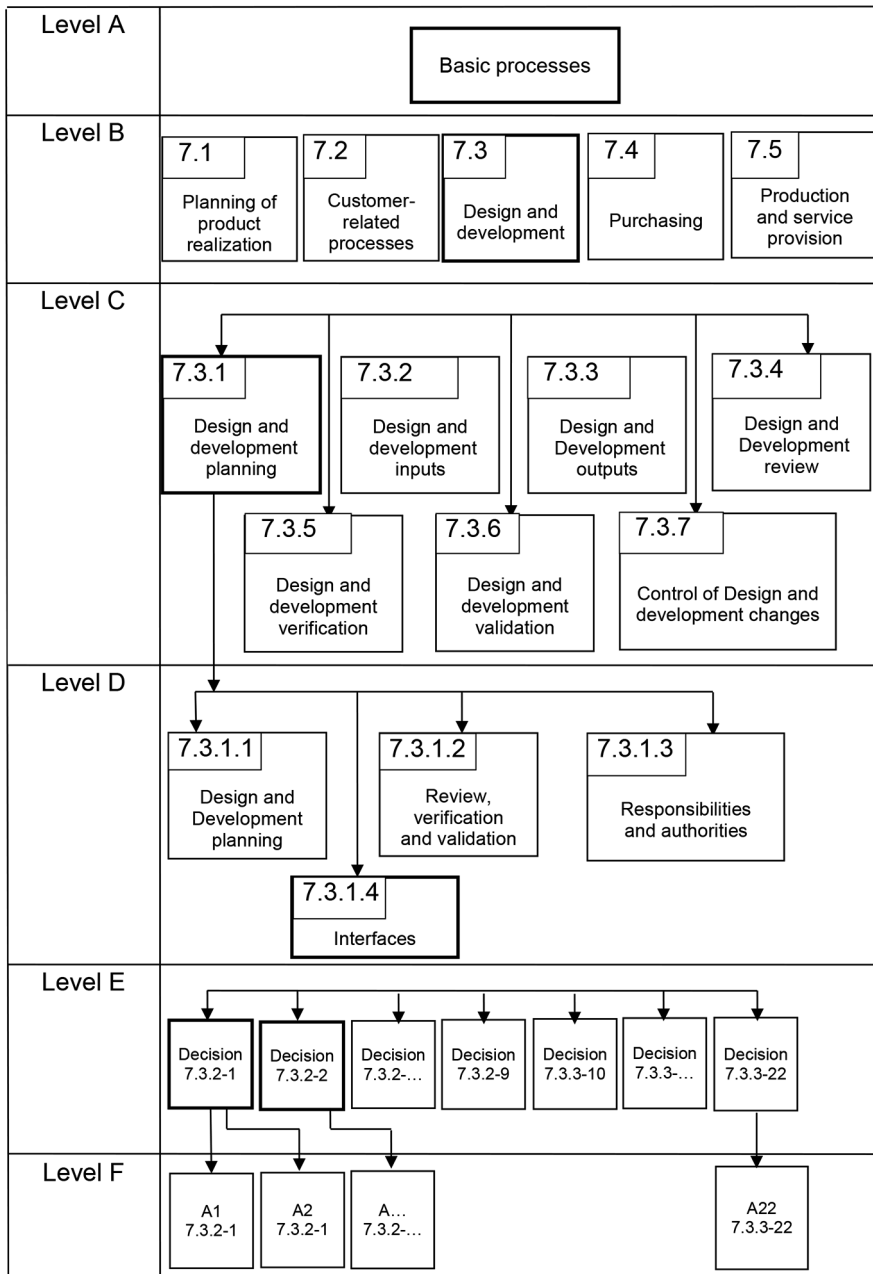 Level A
Basic processes
Level B
7.1
Planning of
product
realization
7.2
Customer-
related
processes
7.3
Design and
development
7.4
Purchasing
7.5
Production
and service
provision
Level C
7.3.1
Design and
development
planning
7.3.2
Design and
development
inputs
7.3.3
Design and
Development
outputs
7.3.4
Design and
Development
review
7.3.5
Design and
development
verification
7.3.6
Design and
development
validation
7.3.7
Control of Design and
development changes
Level D
7.3.1.1
Design and
Development
planning
7.3.1.2
Review,
verification
and validation
7.3.1.3
Responsibilities
and authorities
7.3.1.4
Interfaces
Level E
Decision
7.3.2-1
Decision
7.3.2-2
Decision
7.3.2-...
Decision
7.3.2-9
Decision
7.3.3-10
Decision
7.3.3-...
Decision
7.3.3-22
Level F
A1
7.3.2-1
A2
7.3.2-1
A...
7.3.2-...
A22
7.3.3-22